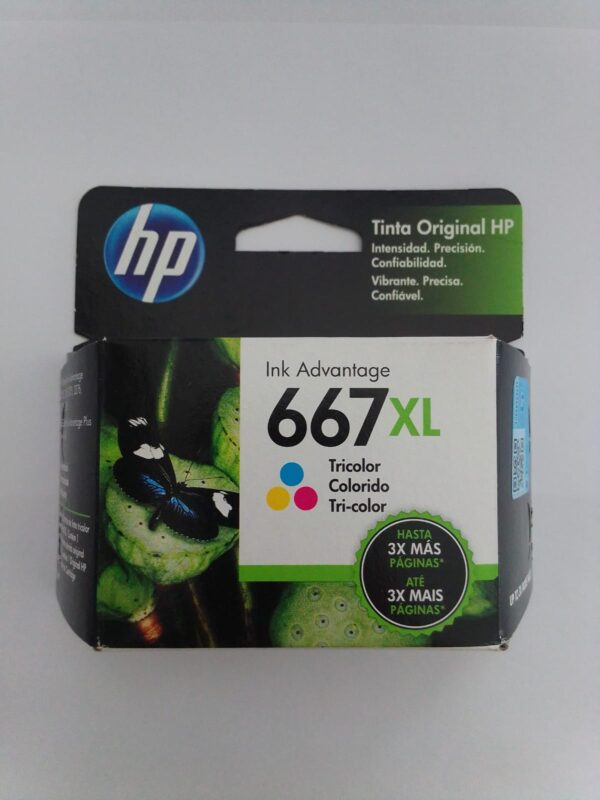 hp
Tinta Original HP
Intensidad. Precisión.
Confiabilidad.
Vibrante. Precisa.
Confiável.
Ink Advantage
667XL
Tricolor
Colorido
Tri-color
HASTA
3X MÁS
PÁGINAS*
ATÉ
3X MAIS
PÁGINAS*